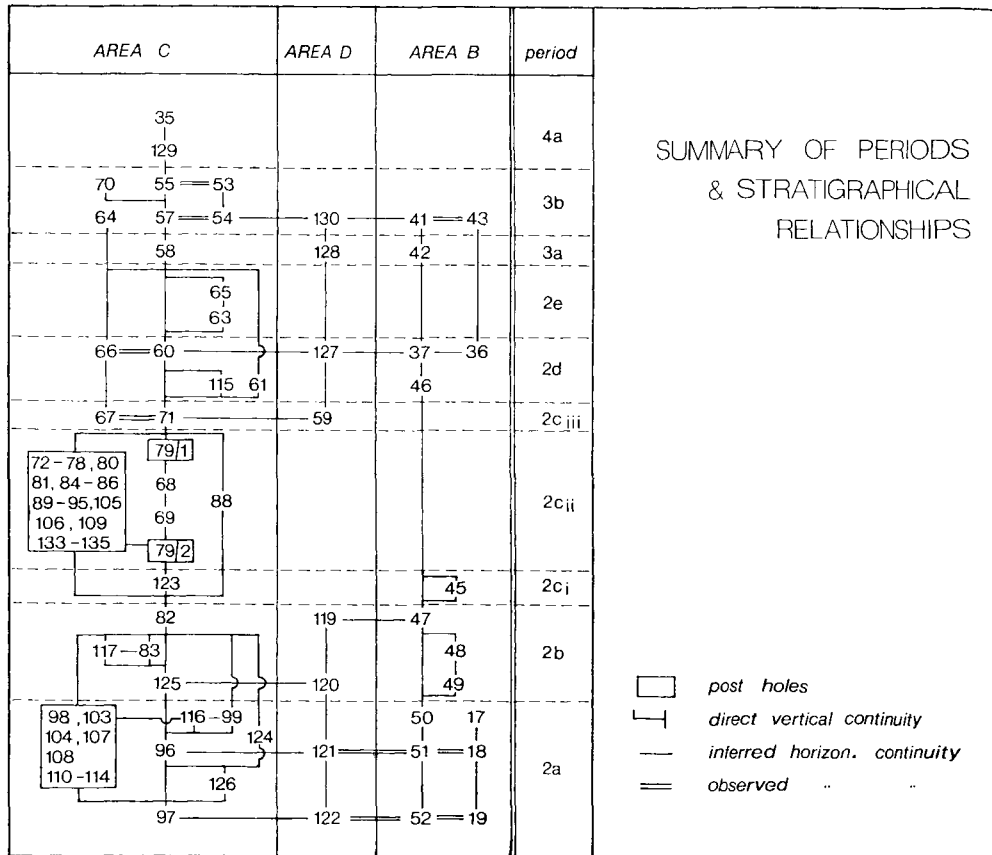 AREA C AREA D AREA B period
SUMMARY OF PERIODS
& STRATIGRAPHICAL
RELATIONSHIPS
35
129
4a
70 55 53
64 57 54 130 41 43
3b
58 128 42 3a
65
63
2e
66 60 127 37 36
115 61 46
2d
67 71 59 2c iii
79/1
72-78, 80
81, 84-86
89-95, 105
106, 109
133-135
68
69
88
79/2
2c ii
123 45 2c i
82 119 47
117 83 48
125 120 49
2b
98, 103
104, 107
108
110-114
116 99 50 17
124
96 121 51 18
126
2a
97 122 52 19
post holes
direct vertical continuity
inferred horizon. continuity
observed " "